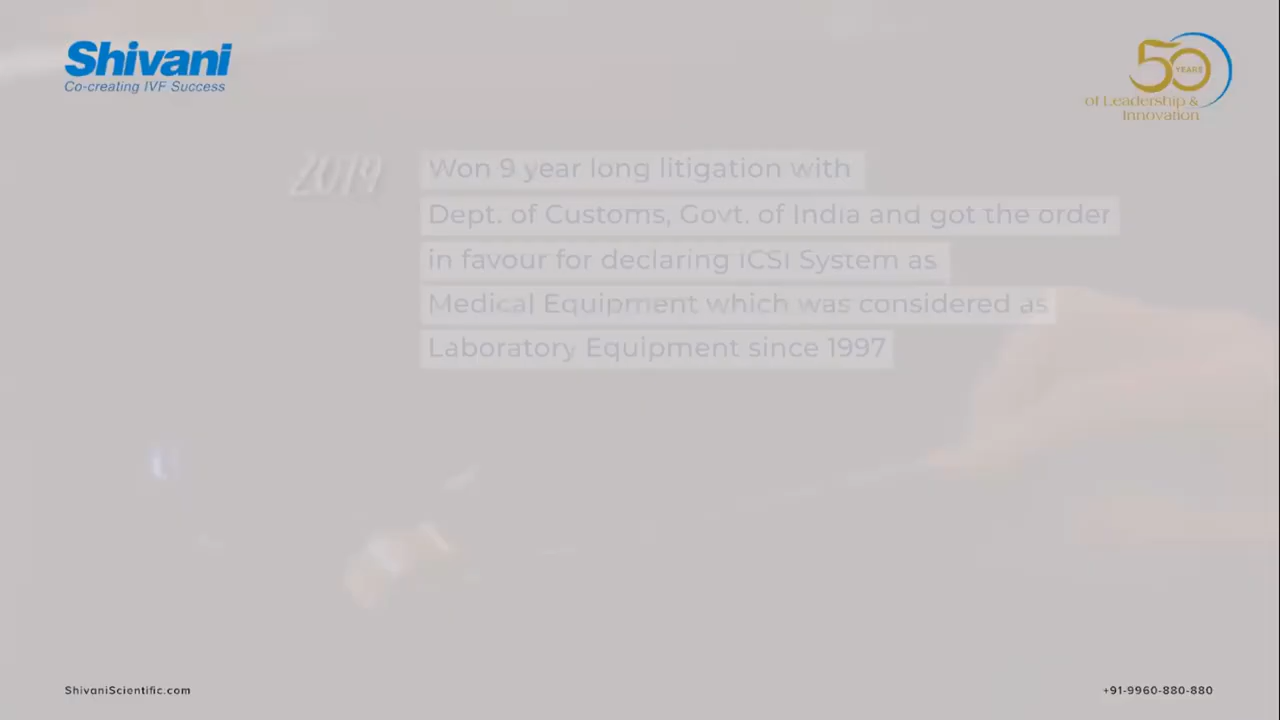 Shivani
Co-creating IVF Success
50 YEARS
of Leadership &
Innovation
2019
Won 9 year long litigation with
Dept. of Customs, Govt. of India and got the order
in favour for declaring ICSI System as
Medical Equipment which was considered as
Laboratory Equipment since 1997
ShivaniScientific.com
+91-9960-880-880